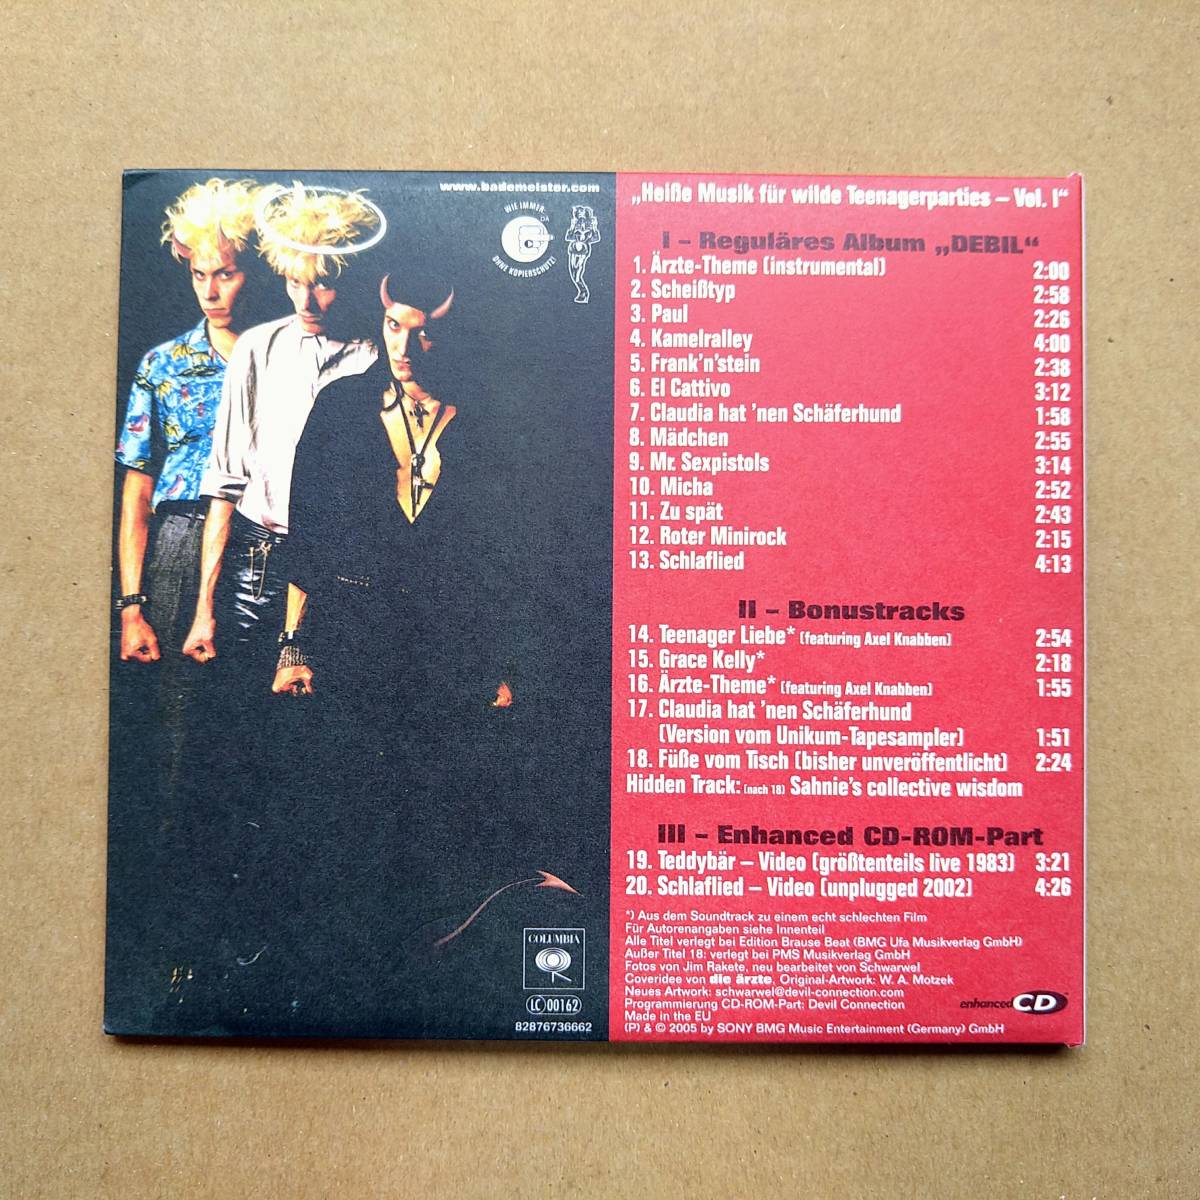 www.bademeister.com
WIE IMMER:
DA
OHNE KOPIERSCHUTZ!
„Heiße Musik für wilde Teenagerparties – Vol. I“
I – Reguläres Album „DEBIL“
1. Ärzte-Theme (instrumental) 2:00
2. Scheißtyp 2:58
3. Paul 2:26
4. Kamelralley 4:00
5. Frank'n'stein 2:38
6. El Cattivo 3:12
7. Claudia hat 'nen Schäferhund 1:58
8. Mädchen 2:55
9. Mr. Sexpistols 3:14
10. Micha 2:52
11. Zu spät 2:43
12. Roter Minirock 2:15
13. Schlaflied 4:13
II – Bonustracks
14. Teenager Liebe* (featuring Axel Knabben) 2:54
15. Grace Kelly* 2:18
16. Ärzte-Theme* (featuring Axel Knabben) 1:55
17. Claudia hat 'nen Schäferhund
(Version vom Unikum-Tapesampler) 1:51
18. Füße vom Tisch (bisher unveröffentlicht) 2:24
Hidden Track: (nach 18) Sahnie's collective wisdom
III – Enhanced CD-ROM-Part
19. Teddybär – Video (größtenteils live 1983) 3:21
20. Schlaflied – Video (unplugged 2002) 4:26
*) Aus dem Soundtrack zu einem echt schlechten Film
Für Autorenangaben siehe Innenteil
Alle Titel verlegt bei Edition Brause Beat (BMG Ufa Musikverlag GmbH)
Außer Titel 18: verlegt bei PMS Musikverlag GmbH
Fotos von Jim Rakete, neu bearbeitet von Schwarwel
Coveridee von die ärzte, Original-Artwork: W. A. Motzek
Neues Artwork: schwarwel@devil-connection.com
Programmierung CD-ROM-Part: Devil Connection
Made in the EU
(P) & © 2005 by SONY BMG Music Entertainment (Germany) GmbH
enhanced CD
COLUMBIA
LC 00162
82876736662